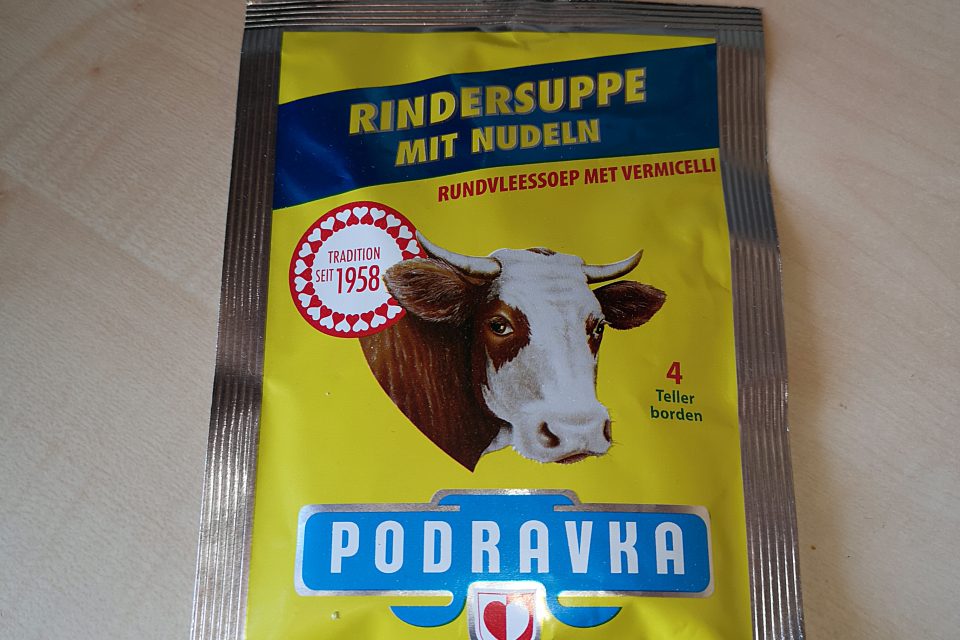 RINDERSUPPE
MIT NUDELN
RUNDVLEESSOEP MET VERMICELLI
TRADITION
SEIT 1958
4
Teller
borden
PODRAVKA